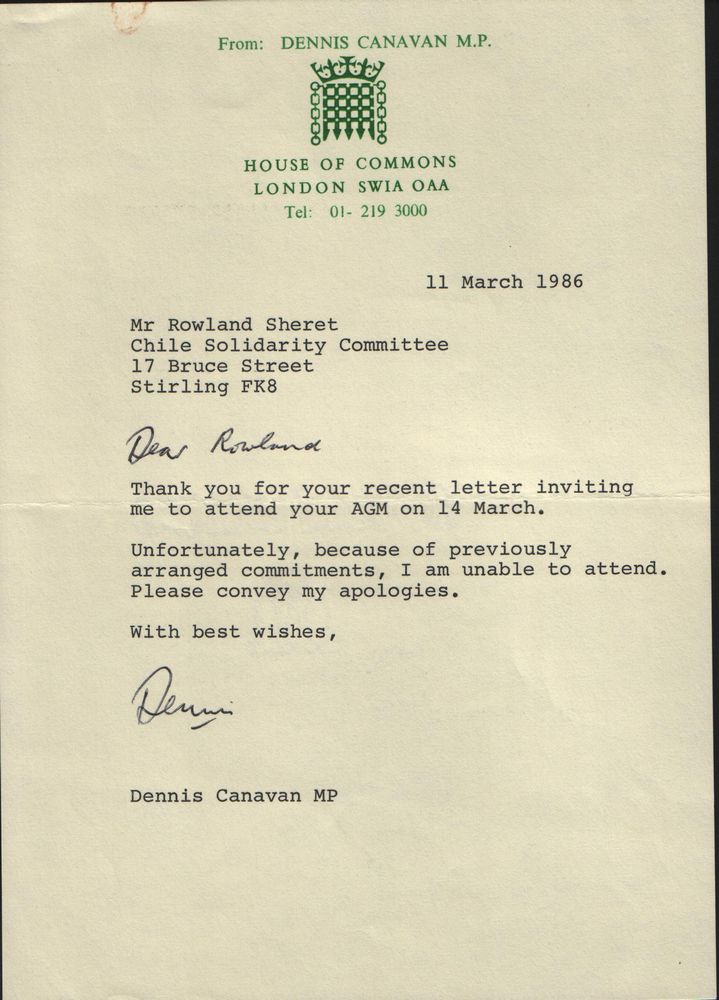 From: DENNIS CANAVAN M.P.
HOUSE OF COMMONS
LONDON SWIA OAA
Tel: 01- 219 3000
11 March 1986
Mr Rowland Sheret
Chile Solidarity Committee
17 Bruce Street
Stirling FK8
Dear Rowland
Thank you for your recent letter inviting
me to attend your AGM on 14 March.
Unfortunately, because of previously
arranged commitments, I am unable to attend.
Please convey my apologies.
With best wishes,
Dennis
Dennis Canavan MP